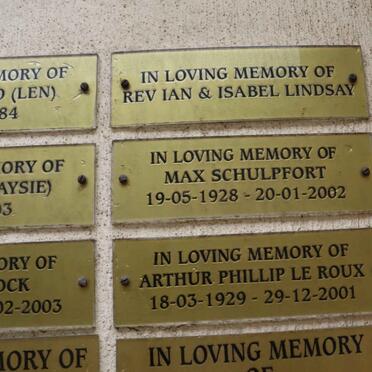 MORY OF
(LEN)
84
IN LOVING MEMORY OF
REV IAN & ISABEL LINDSAY
MORY OF
AYSIE)
03
IN LOVING MEMORY OF
MAX SCHULPFORT
19-05-1928 - 20-01-2002
ORY OF
OCK
02-2003
IN LOVING MEMORY OF
ARTHUR PHILLIP LE ROUX
18-03-1929 - 29-12-2001
MORY OF
IN LOVING MEMORY
OF